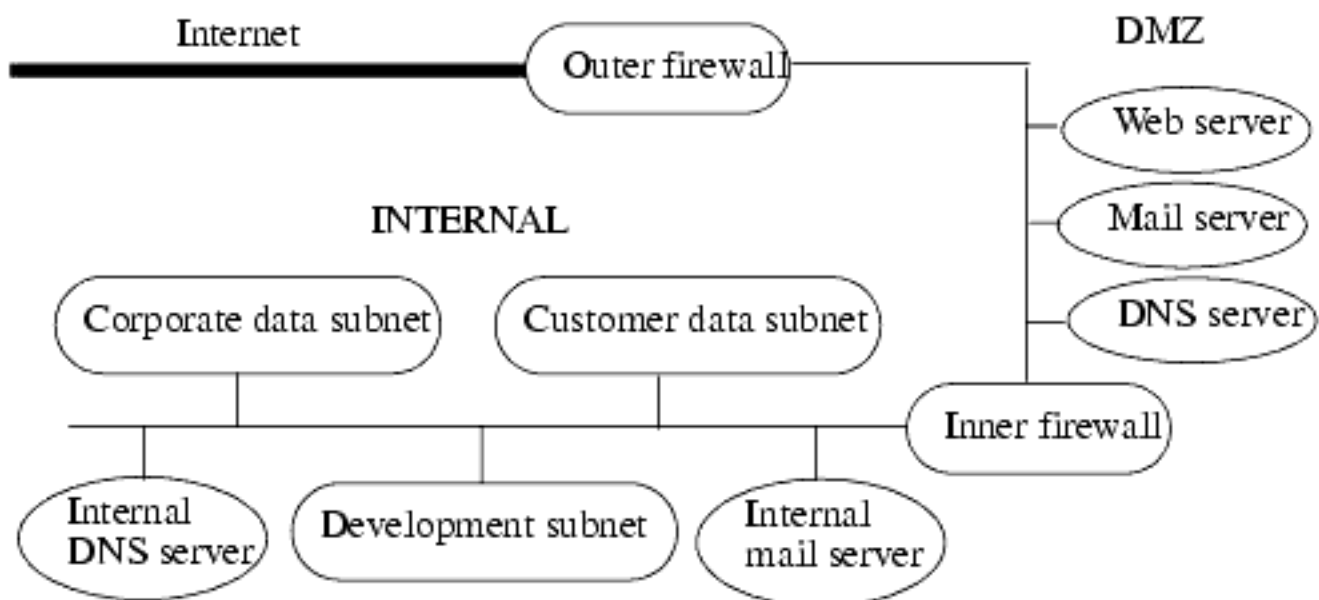 Internet
Outer firewall
DMZ
Web server
Mail server
DNS server
INTERNAL
Corporate data subnet
Customer data subnet
Inner firewall
Internal
DNS server
Development subnet
Internal
mail server